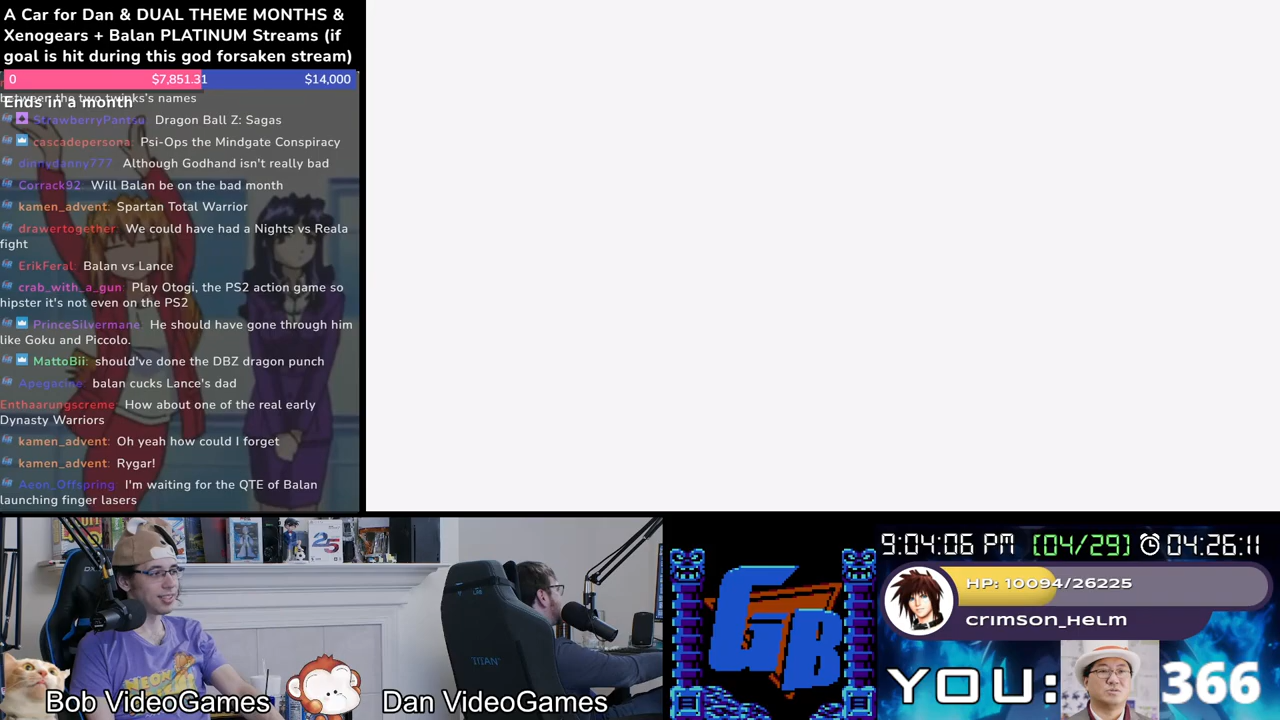 A Car for Dan & DUAL THEME MONTHS &
Xenogears + Balan PLATINUM Streams (if
goal is hit during this god forsaken stream)
0 $7,851.31 $14,000
between the two twinks's names
Ends in a month
StrawberryPantsu Dragon Ball Z: Sagas
cascadepersona: Psi-Ops the Mindgate Conspiracy
dinnydanny777 Although Godhand isn't really bad
Corrack92 Will Balan be on the bad month
kamen_advent: Spartan Total Warrior
drawertogether We could have had a Nights vs Reala
fight
ErikFeral: Balan vs Lance
crab_with_a_gun: Play Otogi, the PS2 action game so
hipster it's not even on the PS2
PrinceSilvermane: He should have gone through him
like Goku and Piccolo.
MattoBii: should've done the DBZ dragon punch
Apegacine: balan cucks Lance's dad
Enthaarungscreme: How about one of the real early
Dynasty Warriors
kamen_advent: Oh yeah how could I forget
kamen_advent: Rygar!
Aeon_Offspring: I'm waiting for the QTE of Balan
launching finger lasers
9:04:06 PM [04/29] 04:26:11
HP: 10094/26225
crimson_Helm
GB
TITAN
25
YOU: 366
Bob VideoGames
Dan VideoGames